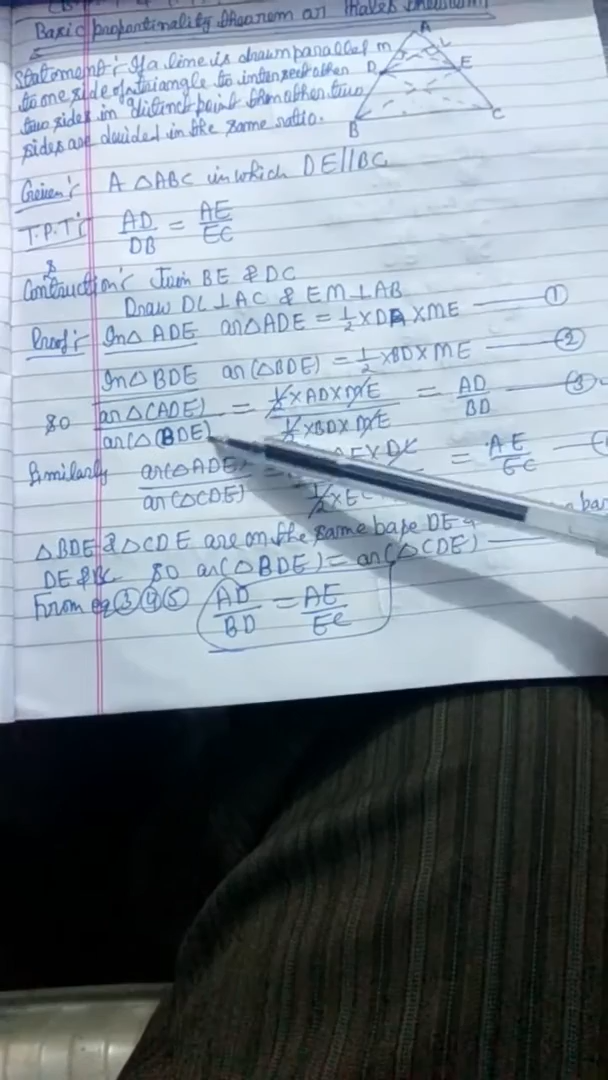 Basic proportionality theorem or Thales theorem
Statement: If a line is drawn parallel
to one side of a triangle to intersect other
two sides in distinct point then other two
sides are decided in the same ratio.
A
M
L
D
E
B
C
Given: A △ABC in which DE||BC
T.P.T: AD/DB = AE/EC
Contruction: Join BE & DC
Draw DL⊥AC & EM⊥AB
Proof: In △ ADE ar△ADE = 1/2 × DA × ME — ①
In △ BDE ar(△BDE) = 1/2 × BD × ME — ②
So ar△(ADE)/ar△(BDE) = 1/2×AD×ME / 1/2×BD×ME = AD/BD — ③
Similarly ar(△ADE)/ar(△CDE) = = AE/EC
△BDE & △CDE are on the same base DE
DE & BC So ar(△BDE) = ar(△CDE)
From eq ③④⑤ AD/BD = AE/EC